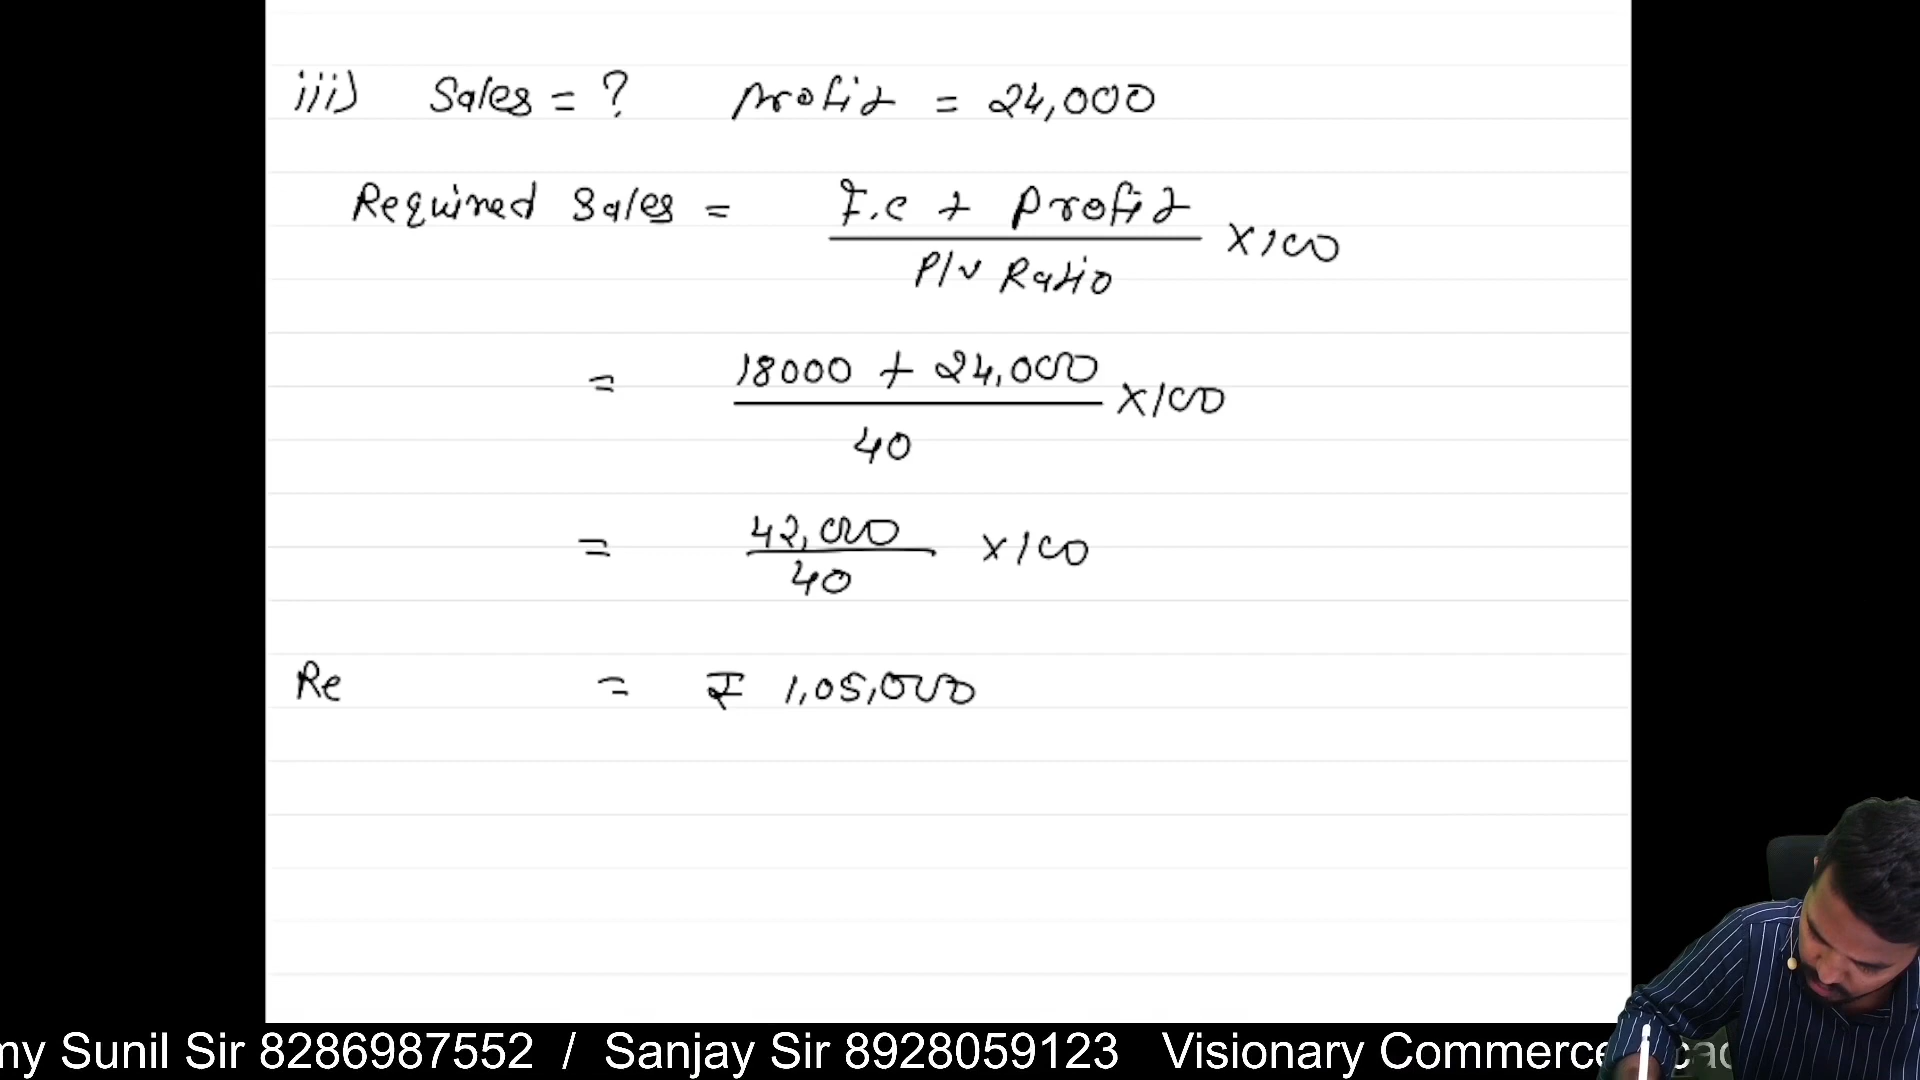 iii) Sales = ? Profit = 24,000
Required Sales = F.C + Profit / P/V Ratio ×100
= 18000 + 24,000 / 40 ×100
= 42,000 / 40 ×100
Re = ₹ 1,05,000
my Sunil Sir 8286987552 / Sanjay Sir 8928059123 Visionary Commerce